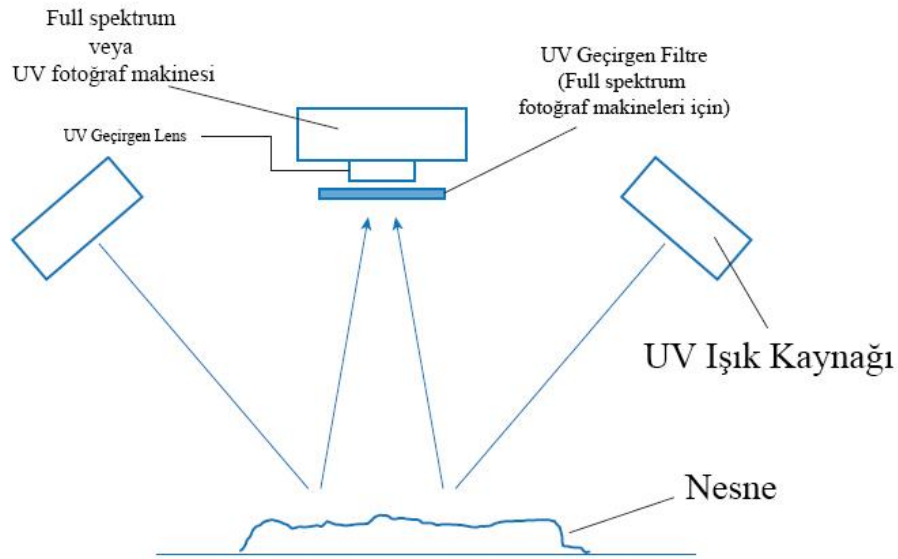 Full spektrum
veya
UV fotoğraf makinesi
UV Geçirgen Filtre
(Full spektrum
fotoğraf makineleri için)
UV Geçirgen Lens
UV Işık Kaynağı
Nesne